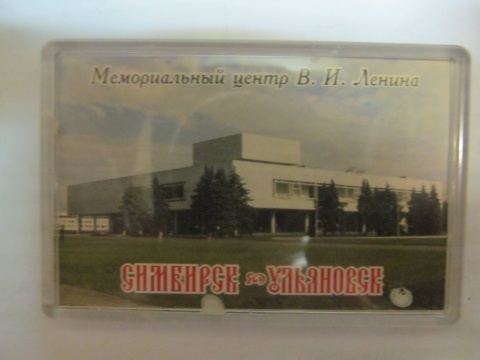 Мемориальный центр В. И. Ленина
СИМБИРСК УЛЬЯНОВСК